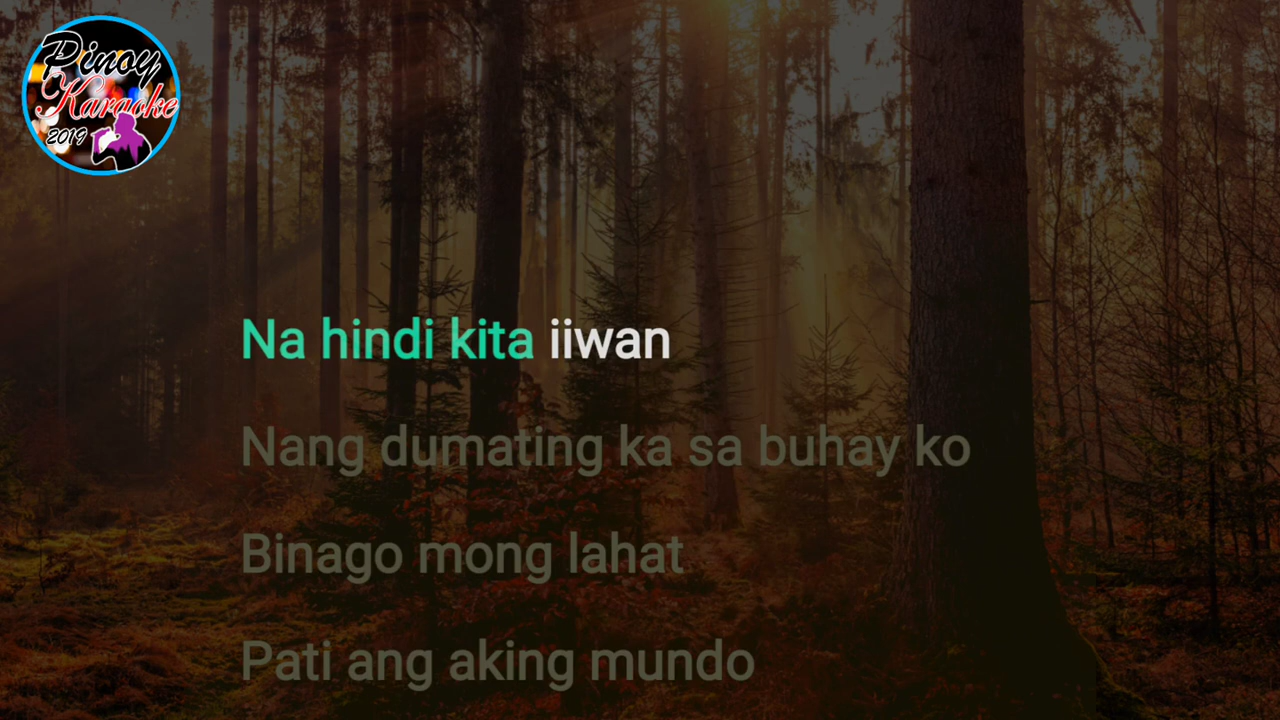 Pinoy
Karaoke
2019
Na hindi kita iiwan
Nang dumating ka sa buhay ko
Binago mong lahat
Pati ang aking mundo